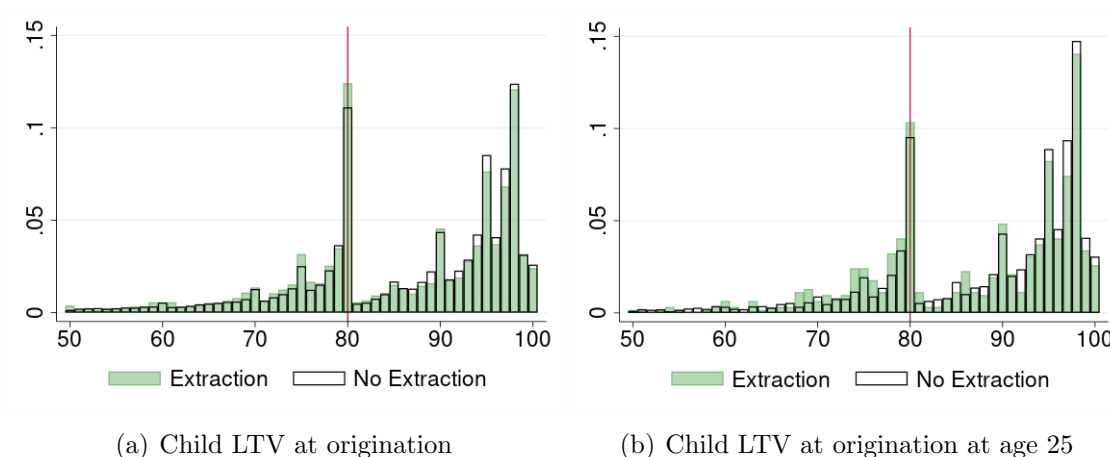 .15
.1
.05
0
50 60 70 80 90 100
Extraction No Extraction
(a) Child LTV at origination
.15
.1
.05
0
50 60 70 80 90 100
Extraction No Extraction
(b) Child LTV at origination at age 25